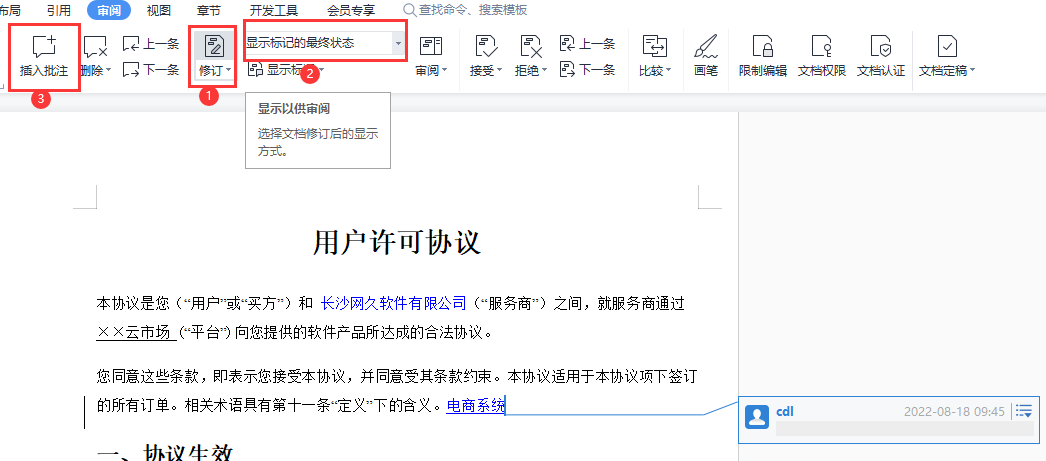 布局 引用 审阅 视图 章节 开发工具 会员专享 查找命令、搜索模板
插入批注 删除 上一条 下一条 修订 显示标记的最终状态 审阅 接受 拒绝 上一条 下一条 比较 画笔 限制编辑 文档权限 文档认证 文档定稿
3 1 2
显示以供审阅
选择文档修订后的显示
方式。
用户许可协议
本协议是您（“用户”或“买方”）和 长沙网久软件有限公司（“服务商”）之间，就服务商通过
××云市场 （“平台”）向您提供的软件产品所达成的合法协议。
您同意这些条款，即表示您接受本协议，并同意受其条款约束。本协议适用于本协议项下签订
的所有订单。相关术语具有第十一条“定义”下的含义。电商系统
cdl 2022-08-18 09:45
一、协议生效